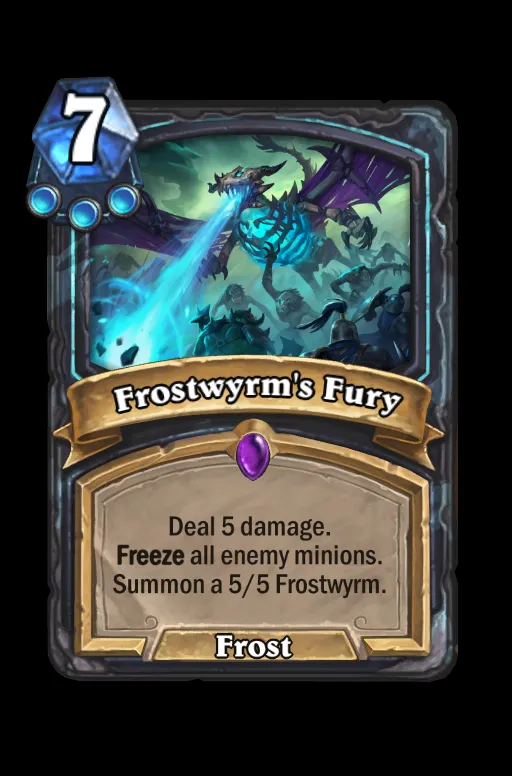 7
Frostwyrm's Fury
Deal 5 damage.
Freeze all enemy minions.
Summon a 5/5 Frostwyrm.
Frost